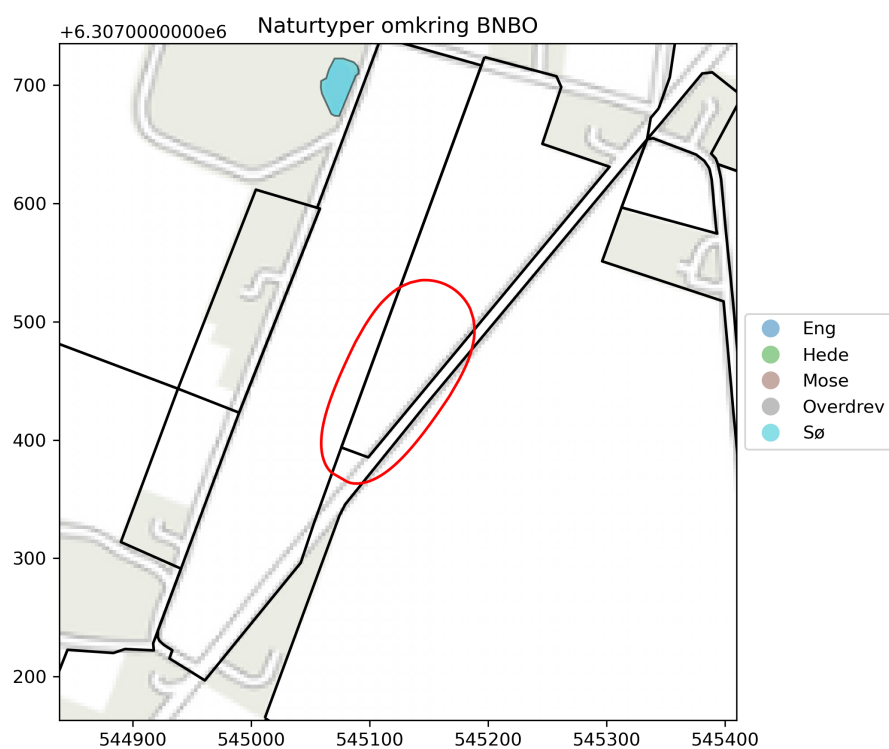 Naturtyper omkring BNBO
+6.3070000000e6
700
600
500
400
300
200
544900 545000 545100 545200 545300 545400
Eng
Hede
Mose
Overdrev
Sø